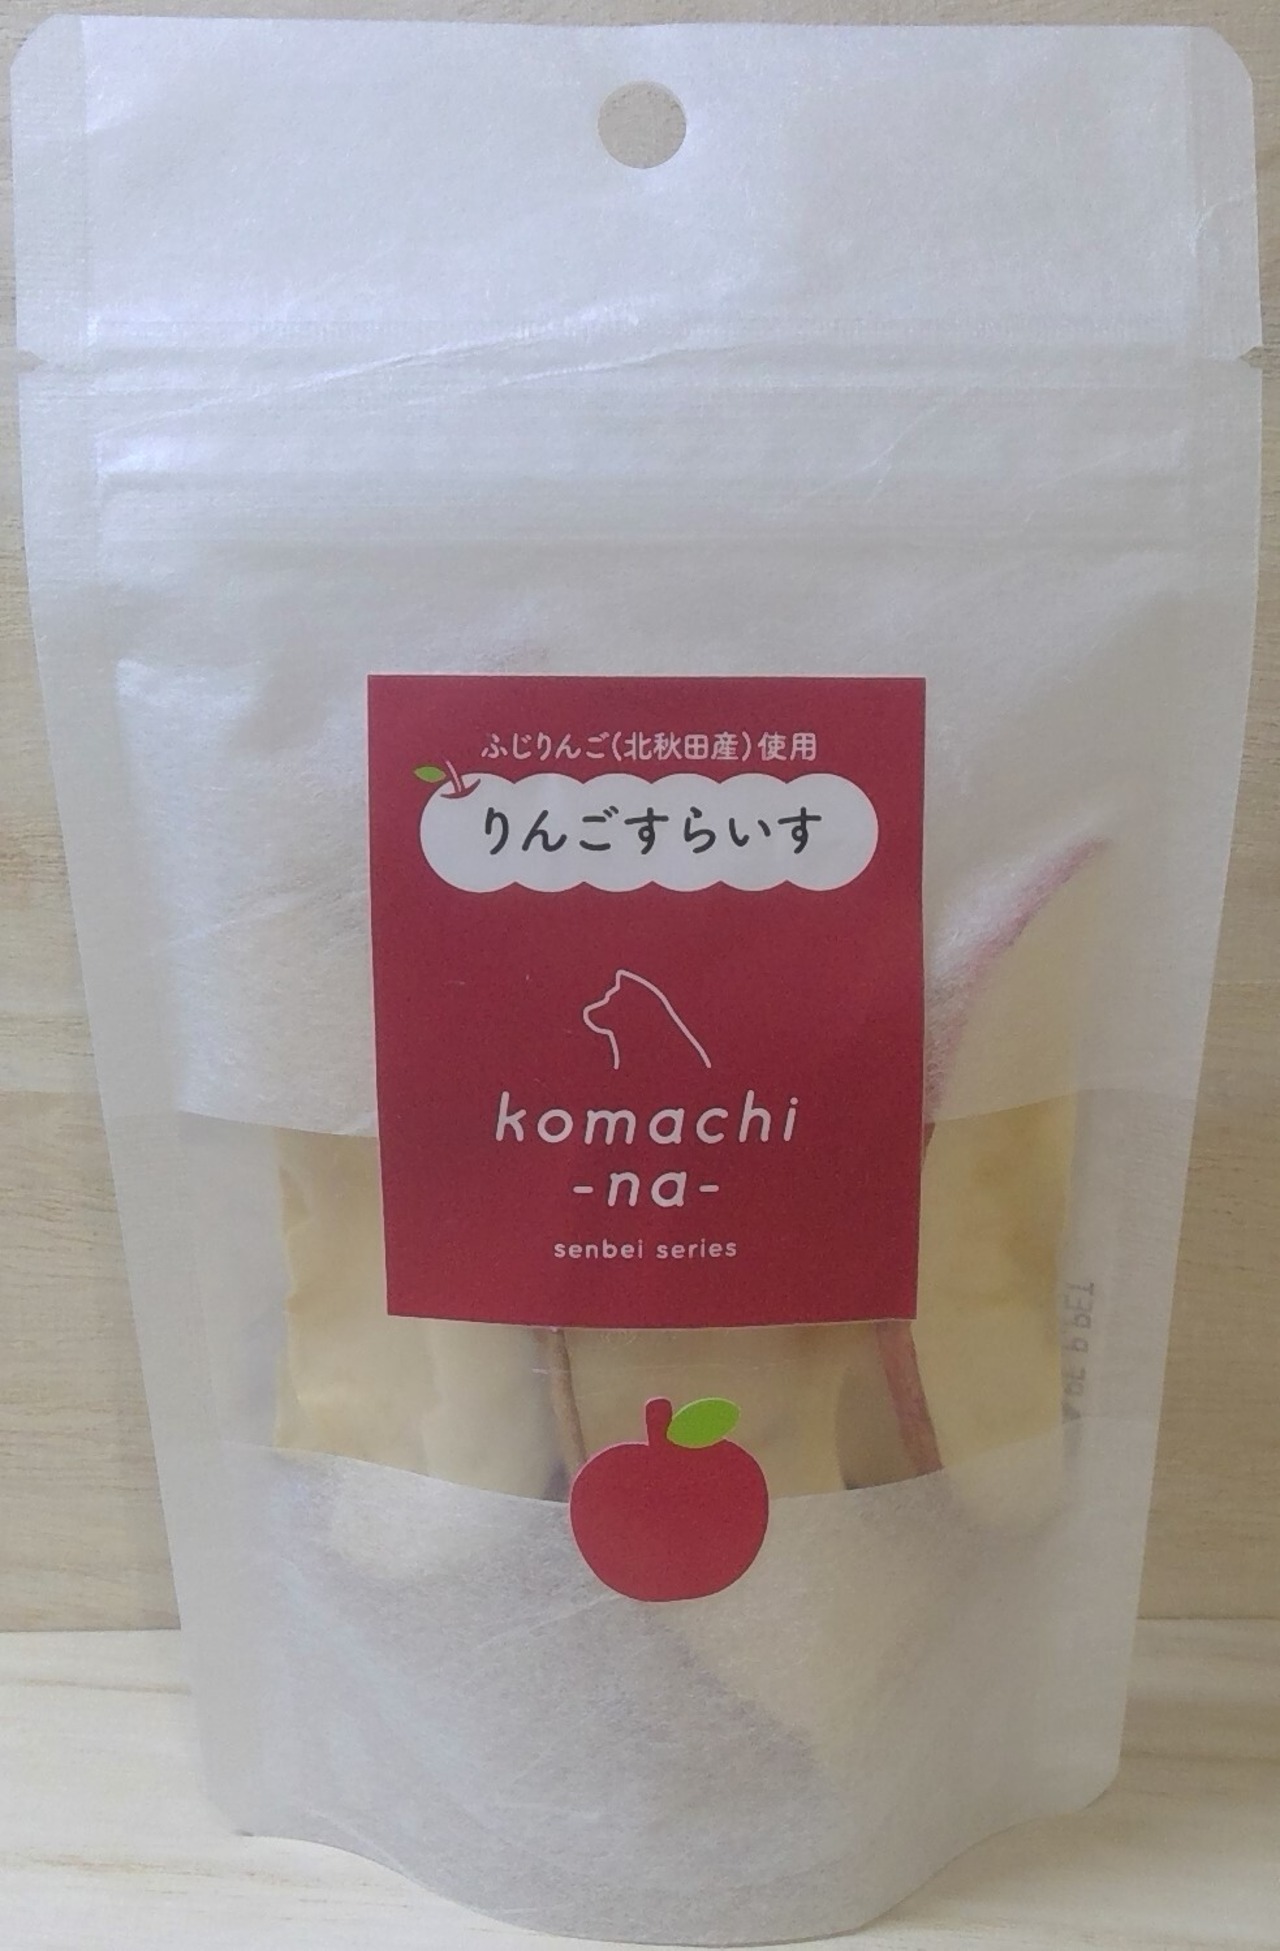 ふじりんご(北秋田産)使用
りんごすらいす
komachi
-na-
senbei series